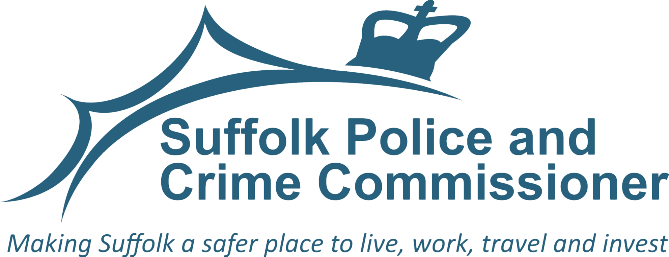 Suffolk Police and
Crime Commissioner
Making Suffolk a safer place to live, work, travel and invest